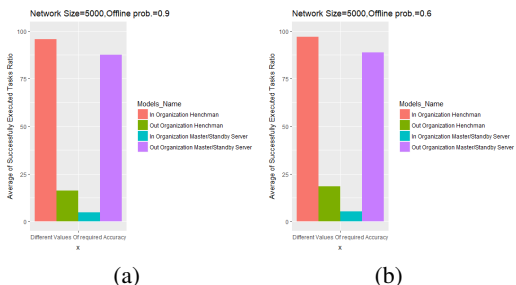 Network Size=5000,Offline prob.=0.9
Average of Successfully Executed Tasks Ratio
100
75
50
25
0
Different Values Of required Accuracy
x
Models_Name
In Organization Henchman
Out Organization Henchman
In Organization Master/Standby Server
Out Organization Master/Standby Server
(a)
Network Size=5000,Offline prob.=0.6
Average of Successfully Executed Tasks Ratio
100
75
50
25
0
Different Values Of required Accuracy
x
Models_Name
In Organization Henchman
Out Organization Henchman
In Organization Master/Standby Server
Out Organization Master/Standby Server
(b)